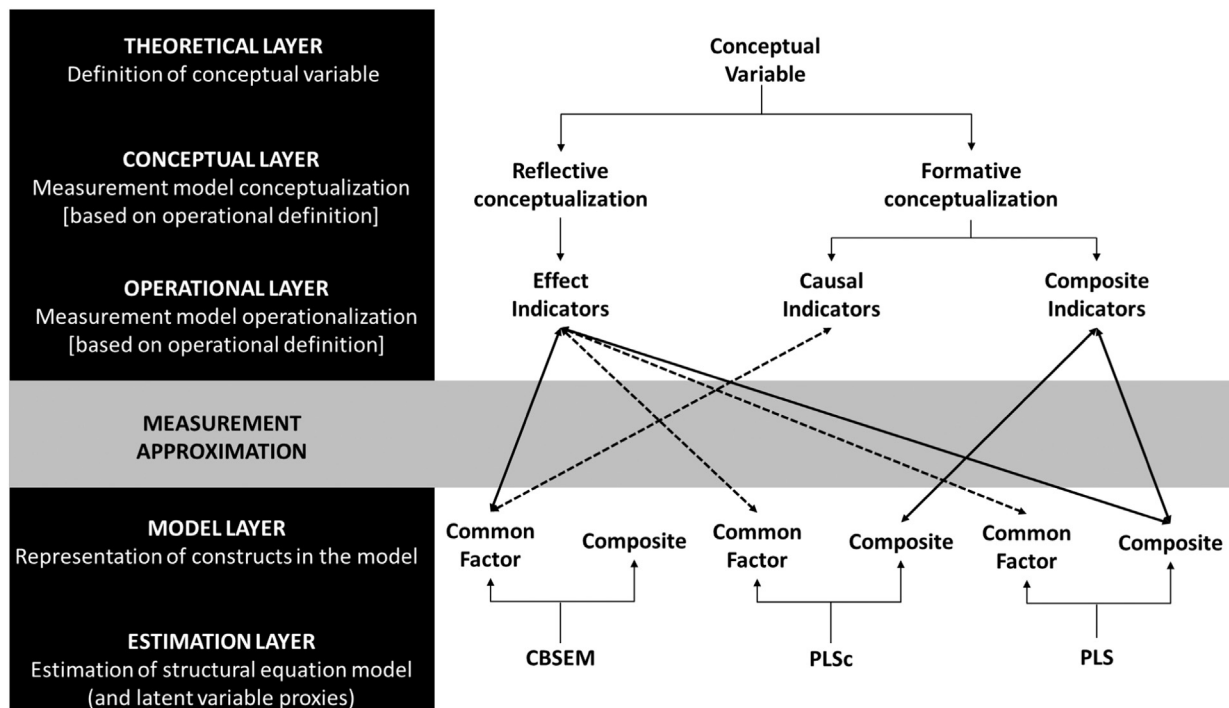 THEORETICAL LAYER
Definition of conceptual variable
Conceptual
Variable
CONCEPTUAL LAYER
Measurement model conceptualization
[based on operational definition]
Reflective
conceptualization
Formative
conceptualization
OPERATIONAL LAYER
Measurement model operationalization
[based on operational definition]
Effect
Indicators
Causal
Indicators
Composite
Indicators
MEASUREMENT
APPROXIMATION
MODEL LAYER
Representation of constructs in the model
Common
Factor
Composite
Common
Factor
Composite
Common
Factor
Composite
ESTIMATION LAYER
Estimation of structural equation model
(and latent variable proxies)
CBSEM
PLSc
PLS